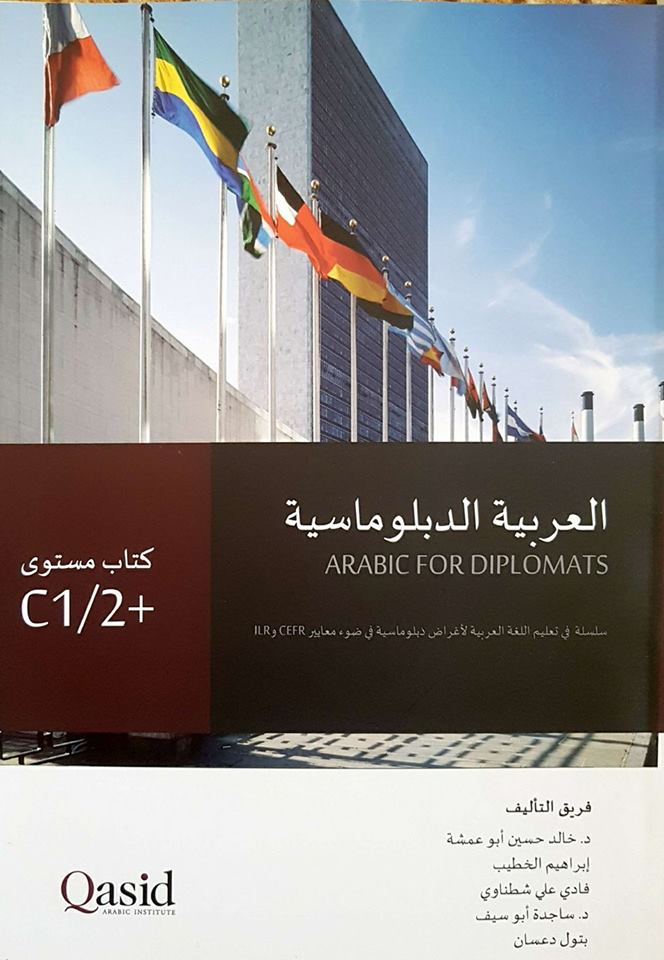 العربية الدبلوماسية
ARABIC FOR DIPLOMATS
سلسلة في تعليم اللغة العربية لأغراض دبلوماسية في ضوء معايير CEFR وILR
كتاب مستوى
C1/2+
فريق التأليف
د. خالد حسين أبو عمشة
إبراهيم الخطيب
فادي علي شطناوي
د. ساجدة أبو سيف
بتول دعسان
Qasid
ARABIC INSTITUTE